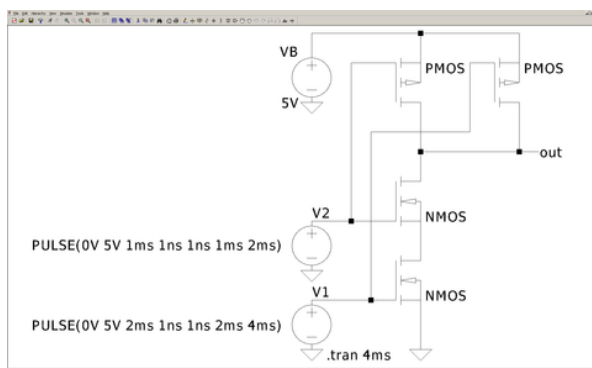 VB
PMOS
PMOS
5V
out
V2
NMOS
PULSE(0V 5V 1ms 1ns 1ns 1ms 2ms)
V1
NMOS
PULSE(0V 5V 2ms 1ns 1ns 2ms 4ms)
.tran 4ms